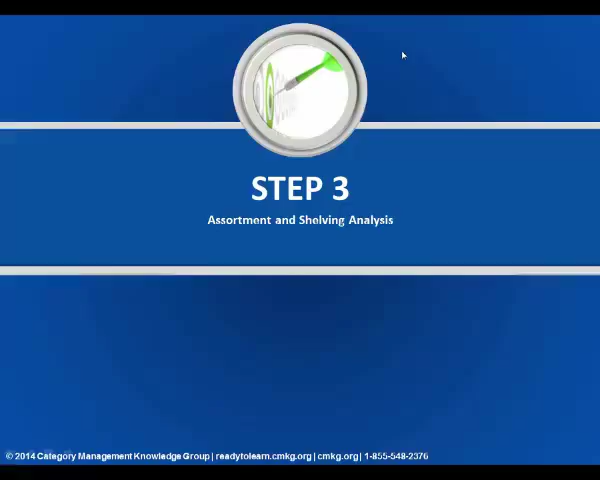 STEP 3
Assortment and Shelving Analysis
© 2014 Category Management Knowledge Group | readytolearn.cmkg.org | cmkg.org | 1-855-548-2376